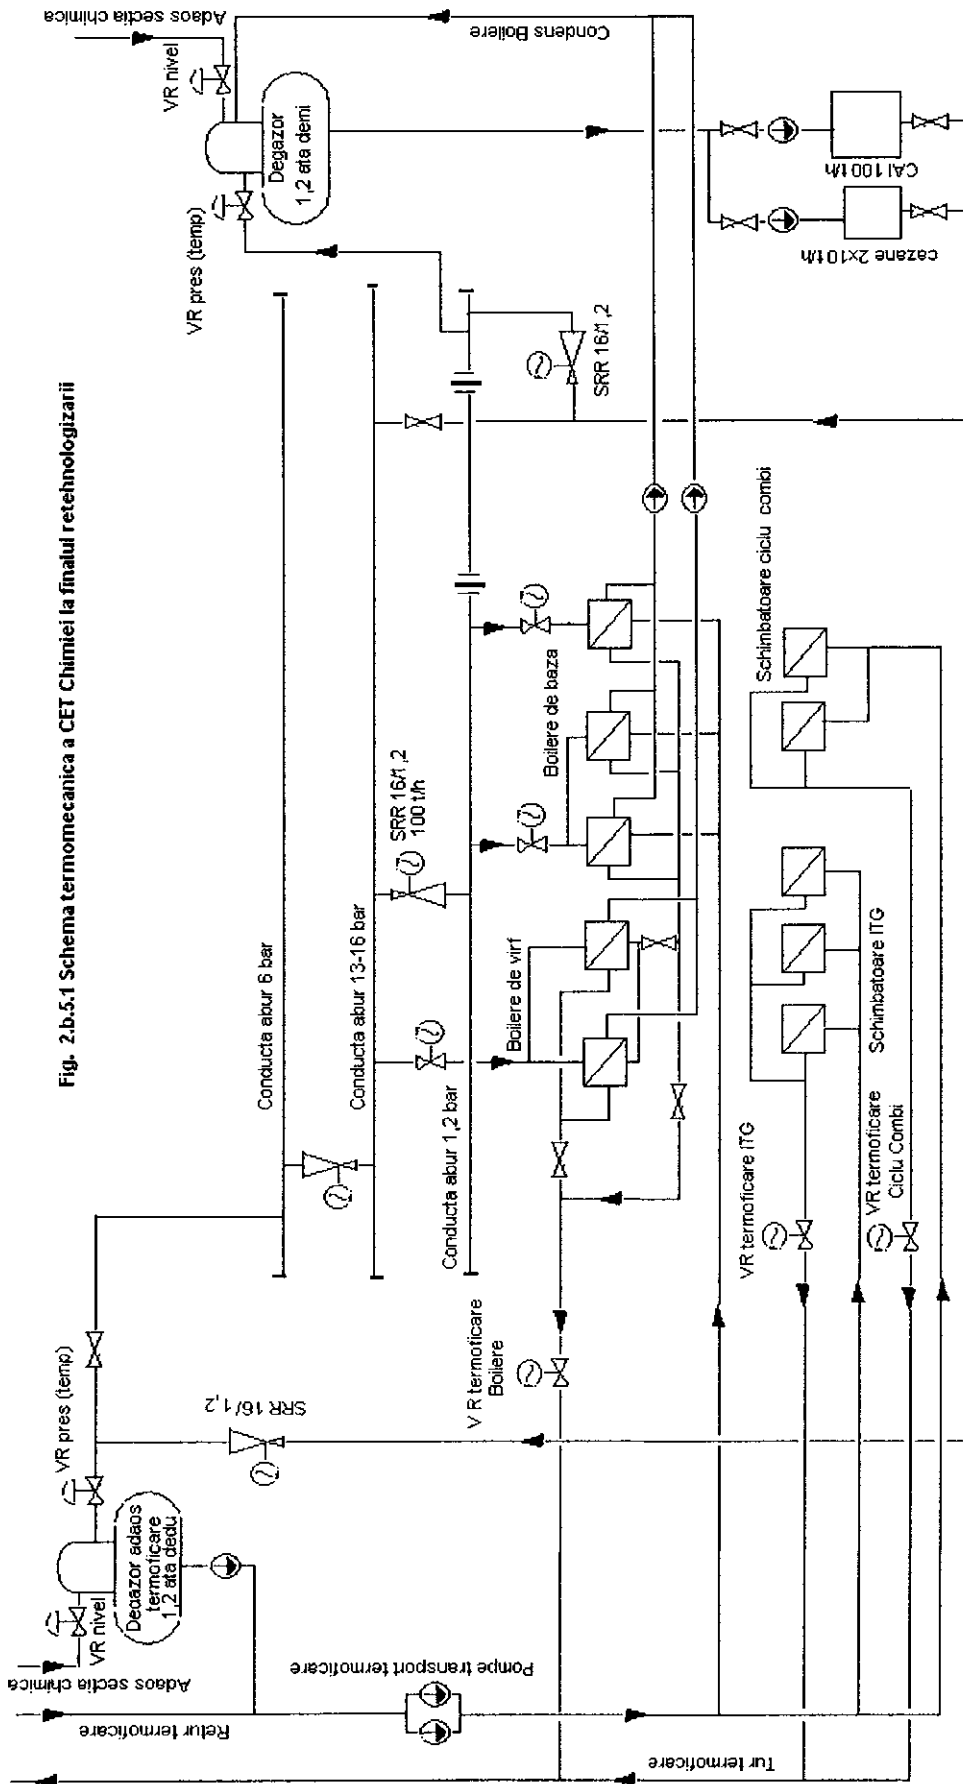 Fig. 2.b.5.1 Schema termomecanica a CET Chimiei la finalul retehnologizarii
Adaos sectia chimica
VR nivel
Degazor adaos
termoficare
1,2 ata dedu
VR pres (temp)
SRR 16/1,2
Retur termoficare
Pompe transport termoficare
Tur termoficare
Conducta abur 6 bar
Conducta abur 13-16 bar
Conducta abur 1,2 bar
SRR 16/1,2
100 t/h
VR termoficare
Boilere
Boilere de virf
Boilere de baza
VR termoficare ITG
Schimbatoare ITG
VR termoficare
Ciclu Combi
Schimbatoare ciclu combi
SRR 16/1,2
VR pres (temp)
VR nivel
Adaos sectia chimica
Degazor
1,2 ata demi
Condens Boilere
cazane 2x10 t/h
CAI 100 t/h